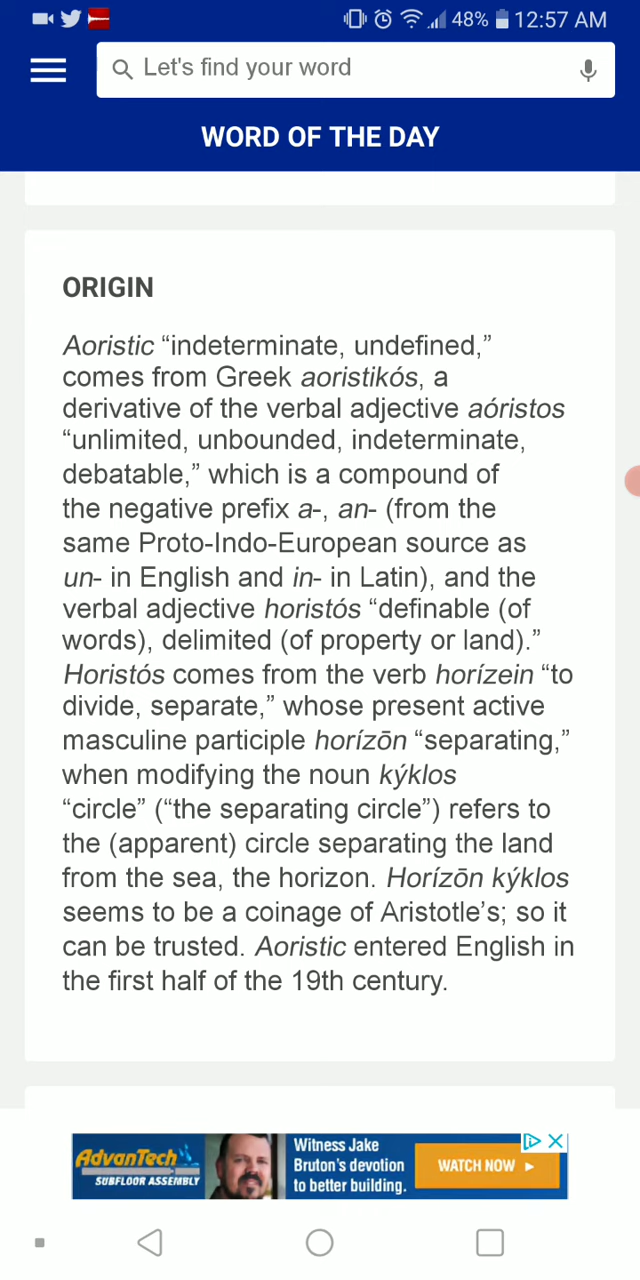 48% 12:57 AM
Let's find your word
WORD OF THE DAY
ORIGIN
Aoristic “indeterminate, undefined,”
comes from Greek aoristikós, a
derivative of the verbal adjective aóristos
“unlimited, unbounded, indeterminate,
debatable,” which is a compound of
the negative prefix a-, an- (from the
same Proto-Indo-European source as
un- in English and in- in Latin), and the
verbal adjective horistós “definable (of
words), delimited (of property or land).”
Horistós comes from the verb horízein “to
divide, separate,” whose present active
masculine participle horízōn “separating,”
when modifying the noun kýklos
“circle” (“the separating circle”) refers to
the (apparent) circle separating the land
from the sea, the horizon. Horízōn kýklos
seems to be a coinage of Aristotle’s; so it
can be trusted. Aoristic entered English in
the first half of the 19th century.
AdvanTech
SUBFLOOR ASSEMBLY
Witness Jake
Bruton's devotion
to better building.
WATCH NOW